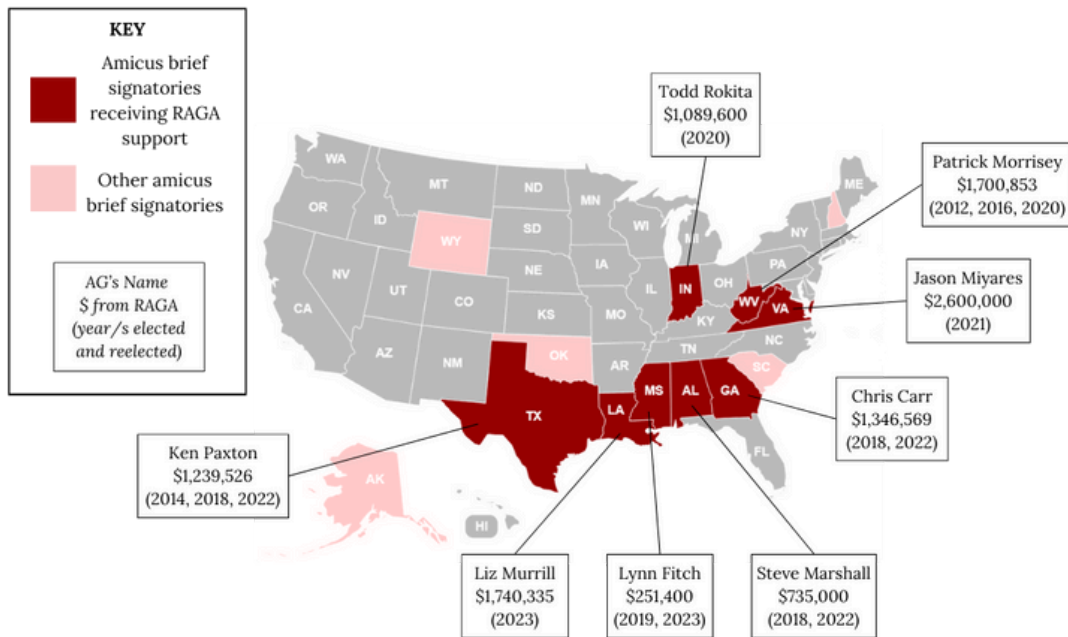 KEY
Amicus brief
signatories
receiving RAGA
support
Other amicus
brief signatories
AG's Name
$ from RAGA
(year/s elected
and reelected)
Todd Rokita
$1,089,600
(2020)
Patrick Morrisey
$1,700,853
(2012, 2016, 2020)
Jason Miyares
$2,600,000
(2021)
Chris Carr
$1,346,569
(2018, 2022)
Ken Paxton
$1,239,526
(2014, 2018, 2022)
Liz Murrill
$1,740,335
(2023)
Lynn Fitch
$251,400
(2019, 2023)
Steve Marshall
$735,000
(2018, 2022)
WA
MT
ND
MN
ME
OR
ID
WY
SD
WI
MI
NY
NV
UT
CO
NE
IA
IL
IN
OH
PA
CA
KS
MO
KY
WV
VA
AZ
NM
OK
AR
TN
NC
SC
TX
LA
MS
AL
GA
FL
AK
HI